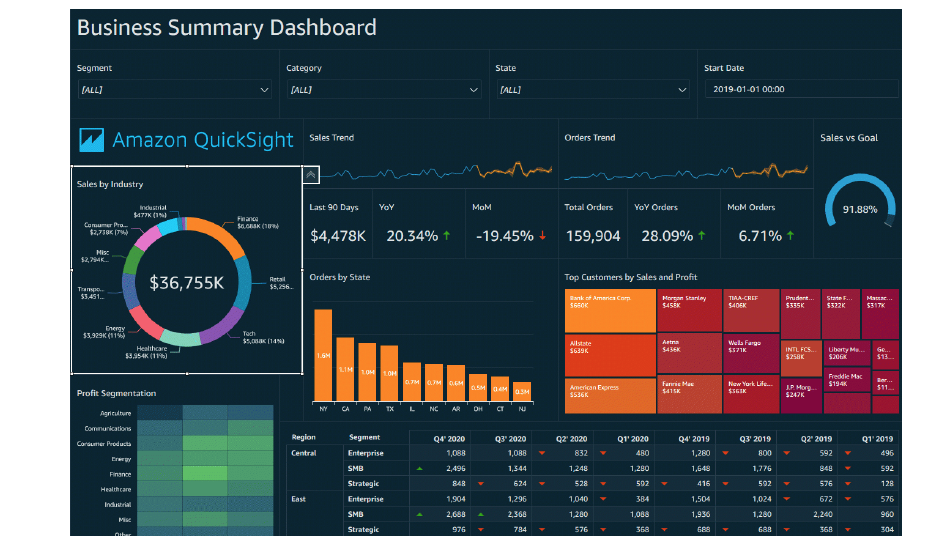 Business Summary Dashboard
Segment
[ALL]
Category
[ALL]
State
[ALL]
Start Date
2019-01-01 00:00
Amazon QuickSight
Sales Trend
Orders Trend
Sales vs Goal
91.88%
Sales by Industry
Industrial
$477K (1%)
Consumer Pro...
$2,738K (7%)
Misc
$2,794K...
Transpo...
$3,451...
Energy
$3,929K (11%)
Healthcare
$3,954K (11%)
Finance
$6,688K (18%)
Retail
$5,256...
Tech
$5,088K (14%)
$36,755K
Last 90 Days
$4,478K
YoY
20.34%
MoM
-19.45%
Total Orders
159,904
YoY Orders
28.09%
MoM Orders
6.71%
Orders by State
1.6M 1.1M 1.0M 1.0M 0.7M 0.7M 0.6M 0.5M 0.4M 0.3M
NY CA PA TX IL NC AR OH CT NJ
Top Customers by Sales and Profit
Bank of America Corp.
$660K
Allstate
$639K
American Express
$536K
Morgan Stanley
$458K
Aetna
$436K
Fannie Mae
$415K
TIAA-CREF
$406K
Wells Fargo
$371K
New York Life...
$363K
Prudent...
$335K
State F...
$322K
Massac...
$317K
INTL FCS...
$258K
J.P. Morg...
$247K
Liberty Mu...
$206K
Freddie Mac
$194K
Ge...
$13...
Ber...
$11...
Profit Segmentation
Agriculture
Communications
Consumer Products
Energy
Finance
Healthcare
Industrial
Misc
Other
Region Segment Q4' 2020 Q3' 2020 Q2' 2020 Q1' 2020 Q4' 2019 Q3' 2019 Q2' 2019 Q1' 2019
Central Enterprise 1,088 1,088 832 480 1,280 800 592 496
SMB 2,496 1,344 1,248 1,280 1,648 1,776 848 592
Strategic 848 624 528 592 416 592 576 128
East Enterprise 1,904 1,296 1,040 384 1,504 1,024 672 576
SMB 2,688 2,368 1,280 1,088 1,936 1,280 2,240 960
Strategic 976 784 576 368 688 688 368 304